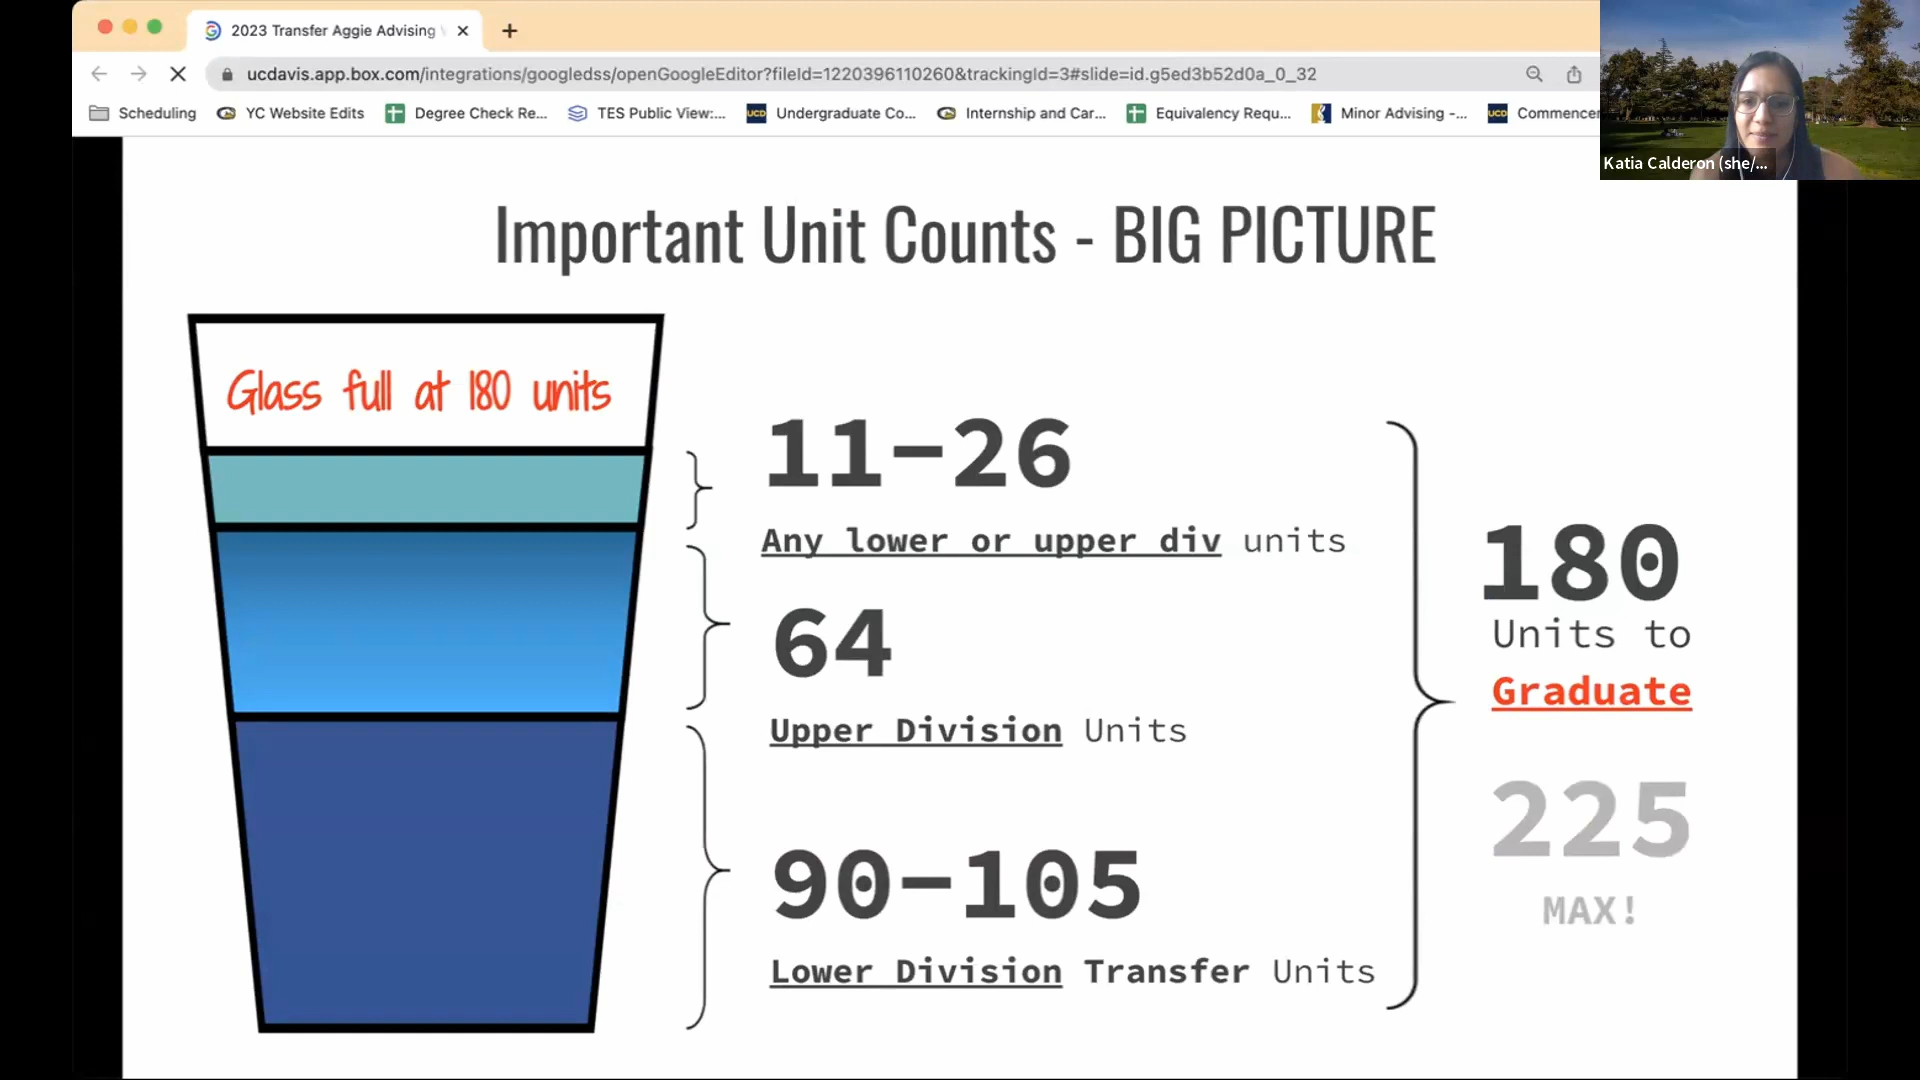 2023 Transfer Aggie Advising
ucdavis.app.box.com/integrations/googledss/openGoogleEditor?fileId=1220396110260&trackingId=3#slide=id.g5ed3b52d0a_0_32
Scheduling YC Website Edits Degree Check Re... TES Public View:... UCD Undergraduate Co... Internship and Car... Equivalency Requ... Minor Advising -... UCD Commencer
Katia Calderon (she/...
Important Unit Counts - BIG PICTURE
Glass full at 180 units
11-26
Any lower or upper div units
64
Upper Division Units
90-105
Lower Division Transfer Units
180
Units to
Graduate
225
MAX!